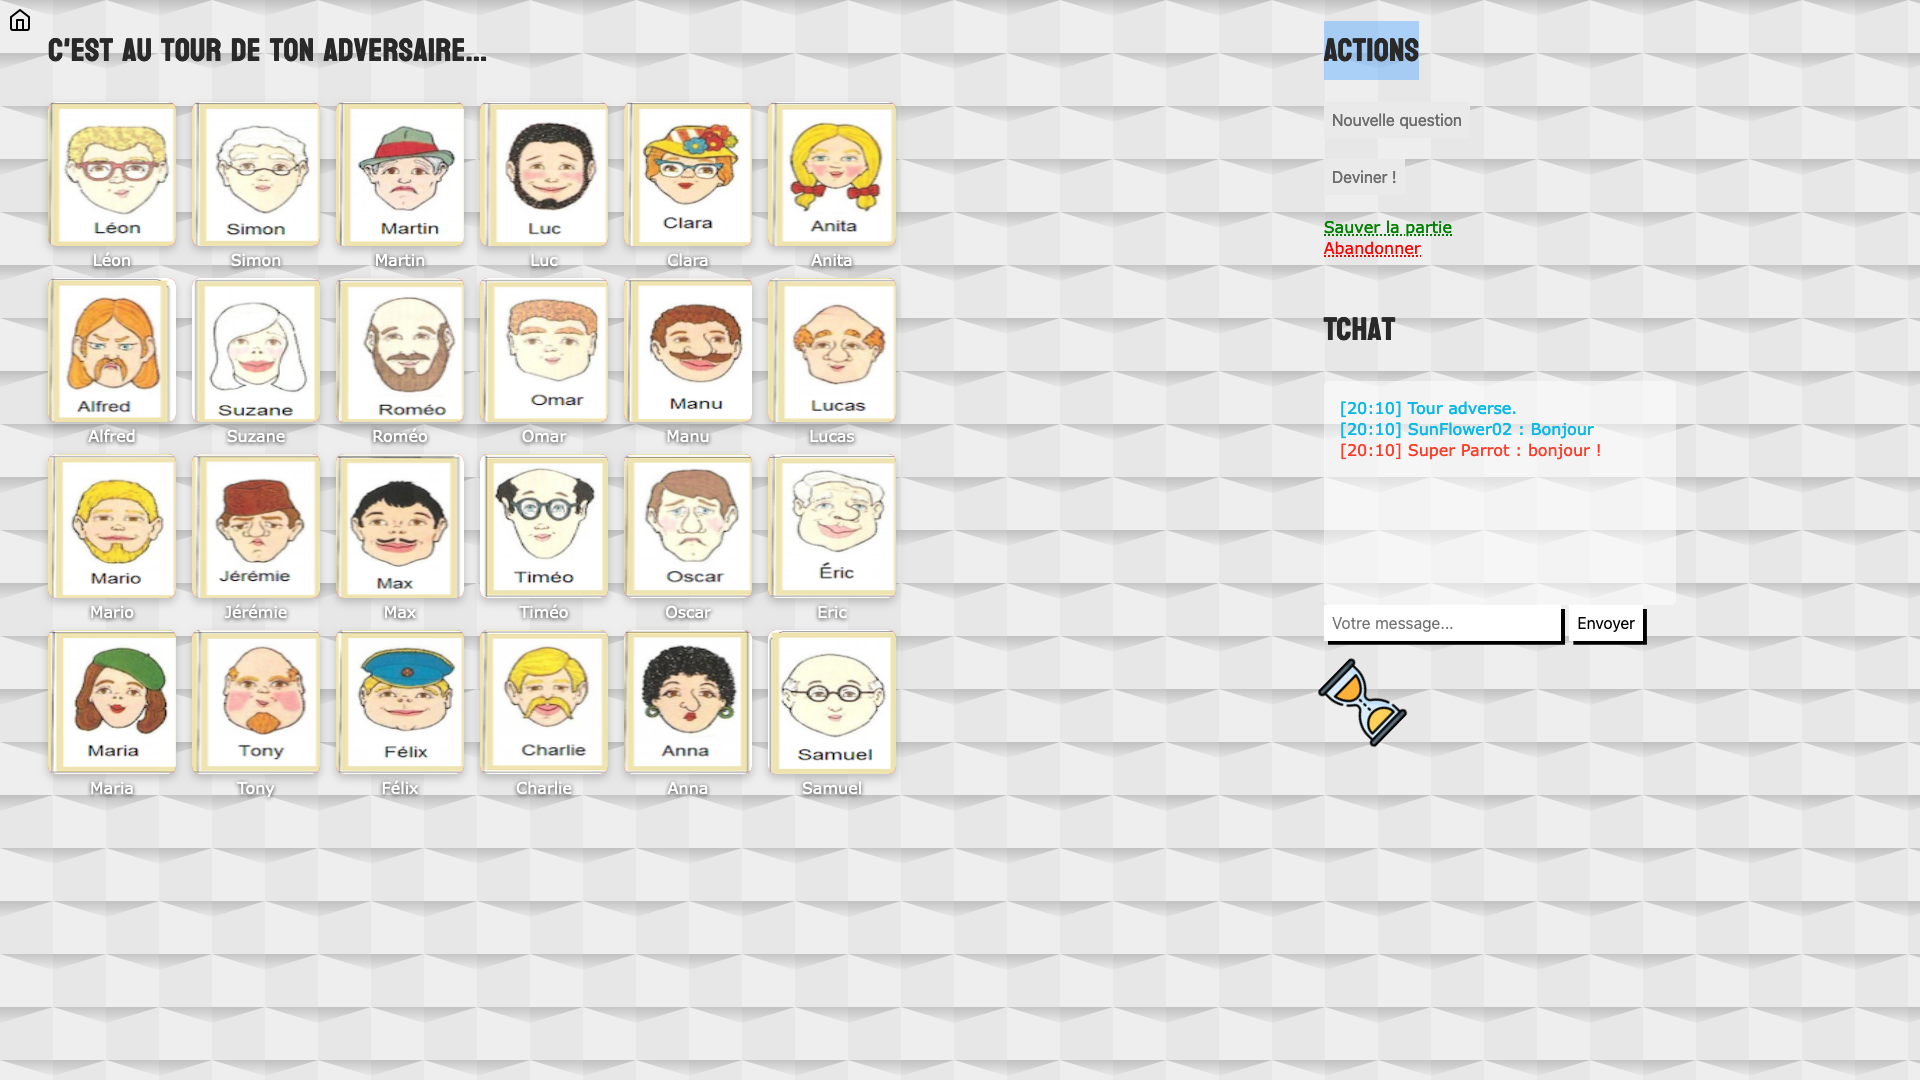 C'EST AU TOUR DE TON ADVERSAIRE...
Léon Simon Martin Luc Clara Anita
Léon Simon Martin Luc Clara Anita
Alfred Suzane Roméo Omar Manu Lucas
Alfred Suzane Roméo Omar Manu Lucas
Mario Jérémie Max Timéo Oscar Éric
Mario Jérémie Max Timéo Oscar Eric
Maria Tony Félix Charlie Anna Samuel
Maria Tony Félix Charlie Anna Samuel
ACTIONS
Nouvelle question
Deviner !
Sauver la partie
Abandonner
TCHAT
[20:10] Tour adverse.
[20:10] SunFlower02 : Bonjour
[20:10] Super Parrot : bonjour !
Votre message... Envoyer